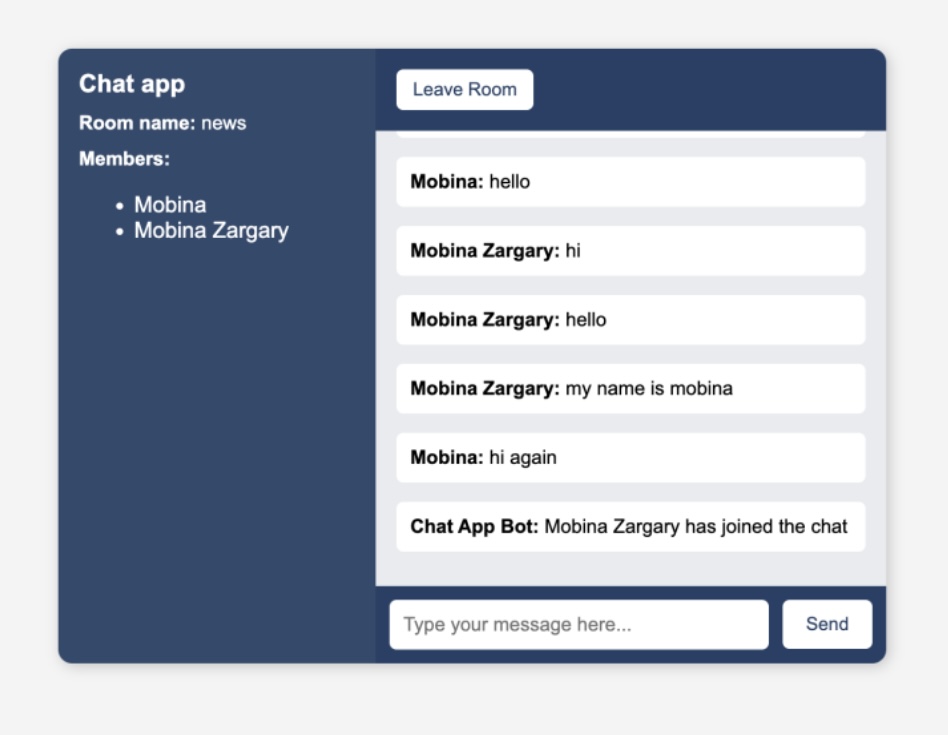 Chat app
Room name: news
Members:
Mobina
Mobina Zargary
Leave Room
Mobina: hello
Mobina Zargary: hi
Mobina Zargary: hello
Mobina Zargary: my name is mobina
Mobina: hi again
Chat App Bot: Mobina Zargary has joined the chat
Type your message here...
Send